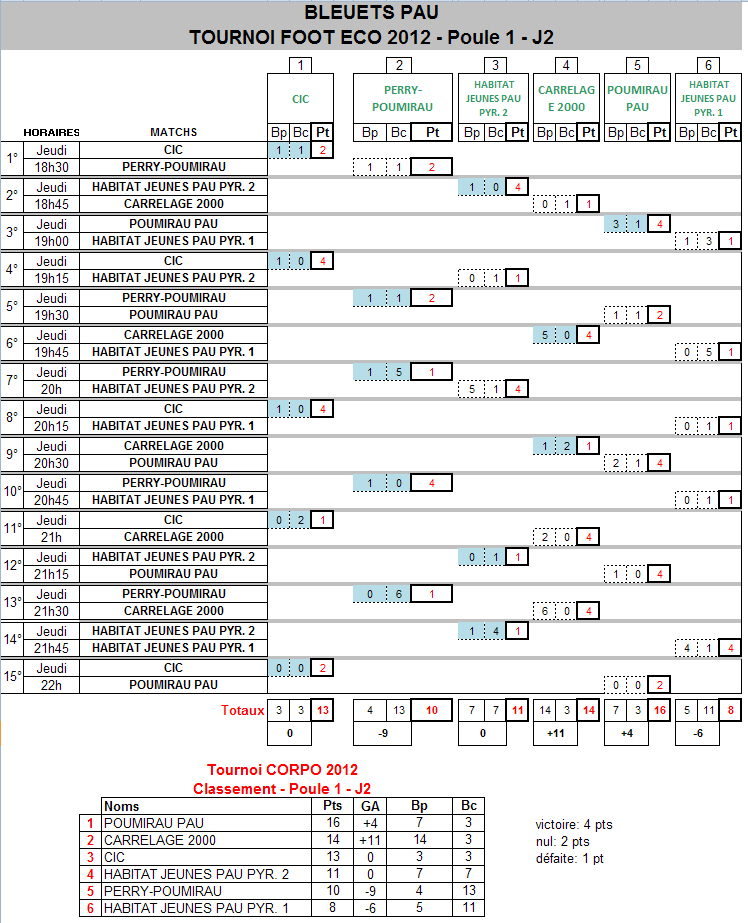 BLEUETS PAU
TOURNOI FOOT ECO 2012 - Poule 1 - J2
1 2 3 4 5 6
CIC PERRY-POUMIRAU HABITAT JEUNES PAU PYR. 2 CARRELAGE 2000 POUMIRAU PAU HABITAT JEUNES PAU PYR. 1
HORAIRES MATCHS Bp Bc Pt Bp Bc Pt Bp Bc Pt Bp Bc Pt Bp Bc Pt Bp Bc Pt
1° Jeudi CIC 1 1 2
18h30 PERRY-POUMIRAU 1 1 2
2° Jeudi HABITAT JEUNES PAU PYR. 2 1 0 4
18h45 CARRELAGE 2000 0 1 1
3° Jeudi POUMIRAU PAU 3 1 4
19h00 HABITAT JEUNES PAU PYR. 1 1 3 1
4° Jeudi CIC 1 0 4
19h15 HABITAT JEUNES PAU PYR. 2 0 1 1
5° Jeudi PERRY-POUMIRAU 1 1 2
19h30 POUMIRAU PAU 1 1 2
6° Jeudi CARRELAGE 2000 5 0 4
19h45 HABITAT JEUNES PAU PYR. 1 0 5 1
7° Jeudi PERRY-POUMIRAU 1 5 1
20h HABITAT JEUNES PAU PYR. 2 5 1 4
8° Jeudi CIC 1 0 4
20h15 HABITAT JEUNES PAU PYR. 1 0 1 1
9° Jeudi CARRELAGE 2000 1 2 1
20h30 POUMIRAU PAU 2 1 4
10° Jeudi PERRY-POUMIRAU 1 0 4
20h45 HABITAT JEUNES PAU PYR. 1 0 1 1
11° Jeudi CIC 0 2 1
21h CARRELAGE 2000 2 0 4
12° Jeudi HABITAT JEUNES PAU PYR. 2 0 1 1
21h15 POUMIRAU PAU 1 0 4
13° Jeudi PERRY-POUMIRAU 0 6 1
21h30 CARRELAGE 2000 6 0 4
14° Jeudi HABITAT JEUNES PAU PYR. 2 1 4 1
21h45 HABITAT JEUNES PAU PYR. 1 4 1 4
15° Jeudi CIC 0 0 2
22h POUMIRAU PAU 0 0 2
Totaux 3 3 13 4 13 10 7 7 11 14 3 14 7 3 16 5 11 8
0 -9 0 +11 +4 -6
Tournoi CORPO 2012
Classement - Poule 1 - J2
Noms Pts GA Bp Bc
1 POUMIRAU PAU 16 +4 7 3
2 CARRELAGE 2000 14 +11 14 3
3 CIC 13 0 3 3
4 HABITAT JEUNES PAU PYR. 2 11 0 7 7
5 PERRY-POUMIRAU 10 -9 4 13
6 HABITAT JEUNES PAU PYR. 1 8 -6 5 11
victoire: 4 pts
nul: 2 pts
défaite: 1 pt